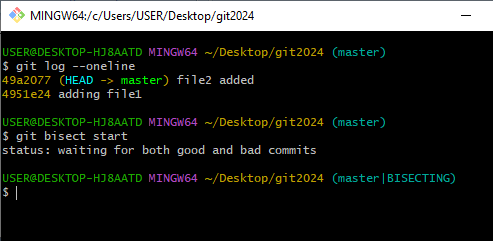 MINGW64:/c/Users/USER/Desktop/git2024
USER@DESKTOP-HJ8AATD MINGW64 ~/Desktop/git2024 (master)
$ git log --oneline
49a2077 (HEAD -> master) file2 added
4951e24 adding file1
USER@DESKTOP-HJ8AATD MINGW64 ~/Desktop/git2024 (master)
$ git bisect start
status: waiting for both good and bad commits
USER@DESKTOP-HJ8AATD MINGW64 ~/Desktop/git2024 (master|BISECTING)
$